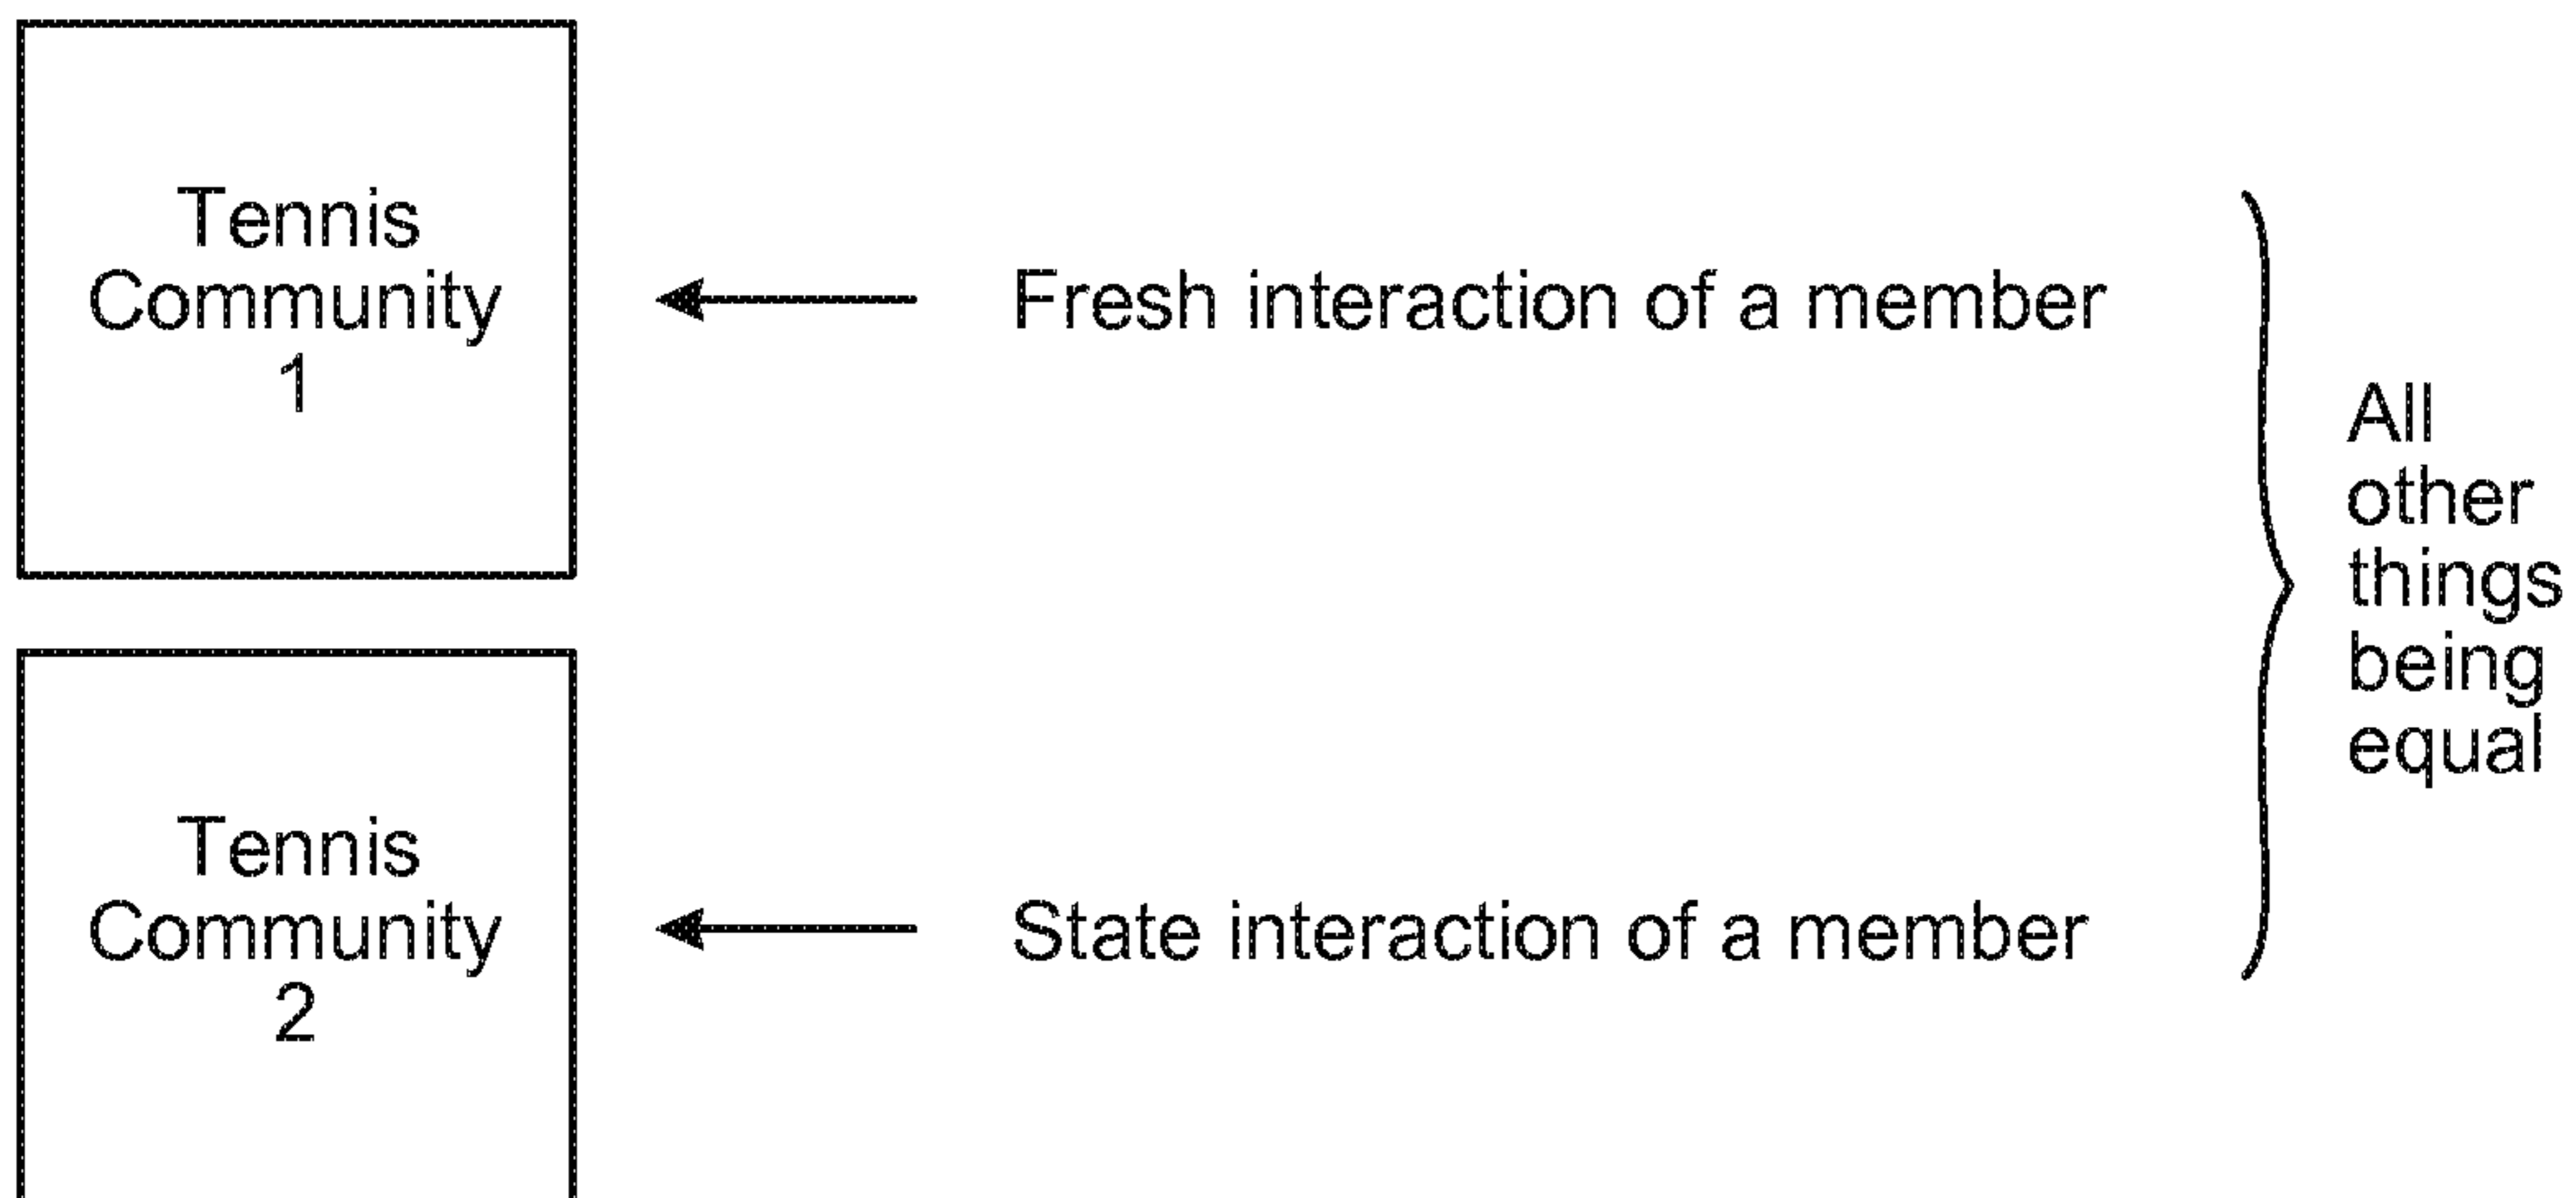 Tennis
Community
1
Fresh interaction of a member
All
other
things
being
equal
Tennis
Community
2
State interaction of a member